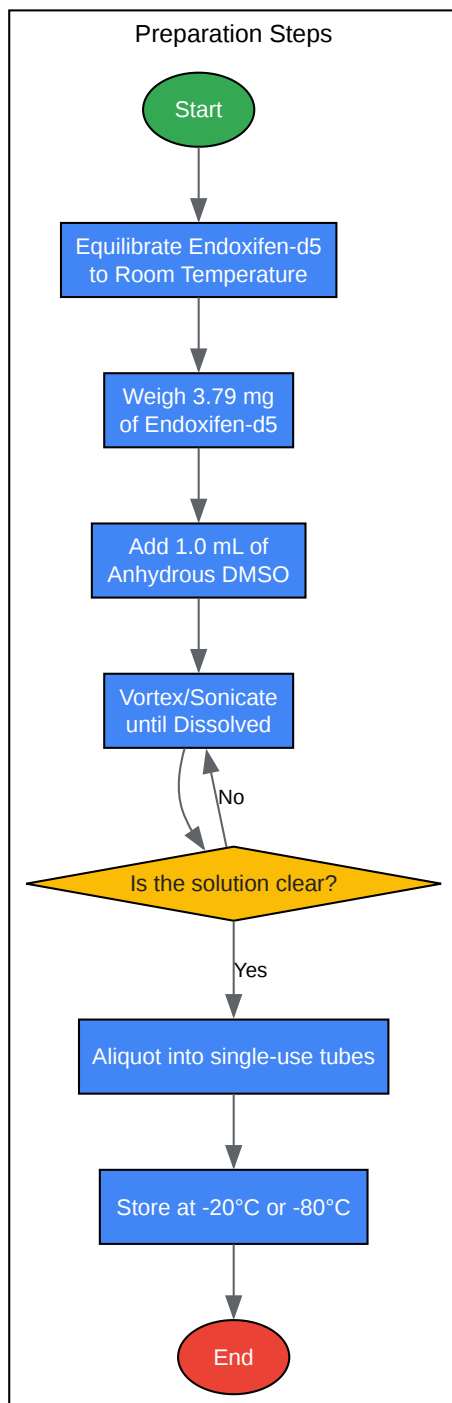 Preparation Steps
Start
Equilibrate Endoxifen-d5
to Room Temperature
Weigh 3.79 mg
of Endoxifen-d5
Add 1.0 mL of
Anhydrous DMSO
Vortex/Sonicate
until Dissolved
No
Is the solution clear?
Yes
Aliquot into single-use tubes
Store at -20°C or -80°C
End